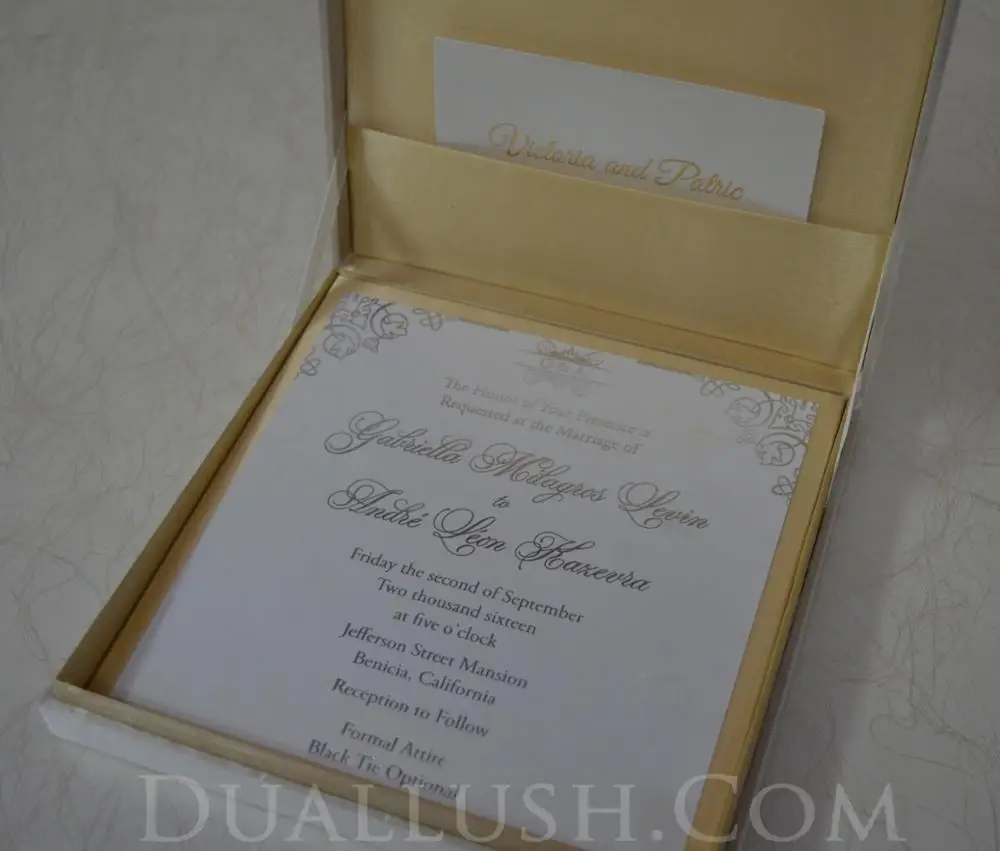 Victoria and Patric
The Honor of Your Presence is
Requested at the Marriage of
Gabriella Milagros Levin
to
André Léon Kazevra
Friday the second of September
Two thousand sixteen
at five o'clock
Jefferson Street Mansion
Benicia, California
Reception to Follow
Formal Attire
Black Tie Optional
DUALLUSH.COM